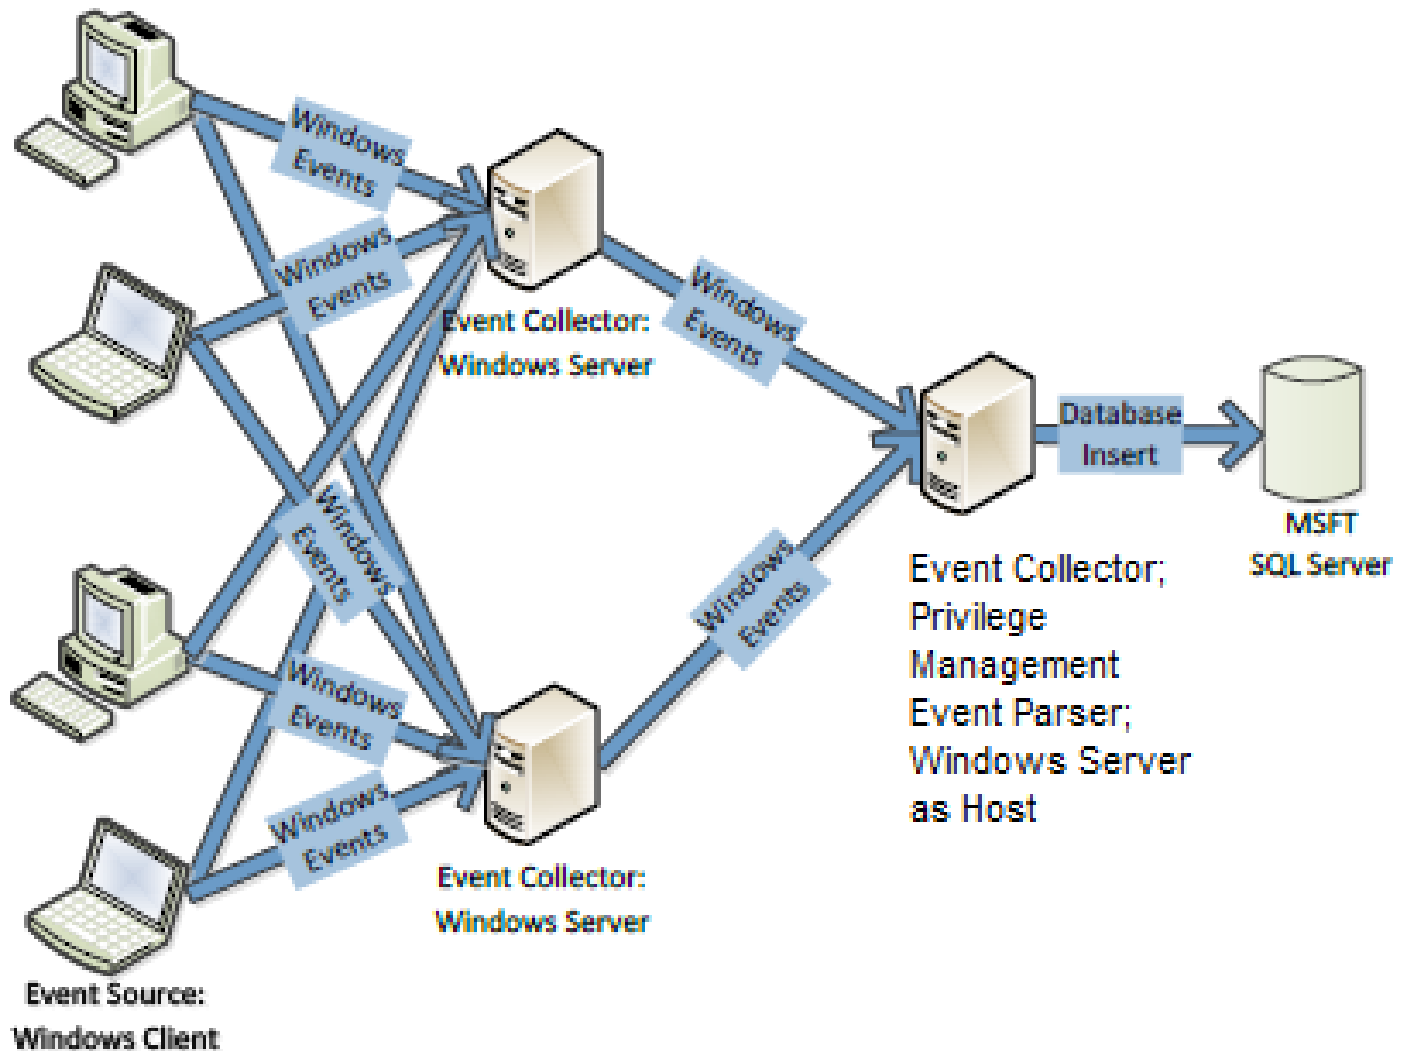 Windows
Events
Windows
Events
Event Collector:
Windows Server
Windows
Events
Database
Insert
MSFT
SQL Server
Windows
Events
Windows
Events
Event Collector;
Privilege
Management
Event Parser;
Windows Server
as Host
Windows
Events
Windows
Events
Event Collector:
Windows Server
Event Source:
Windows Client